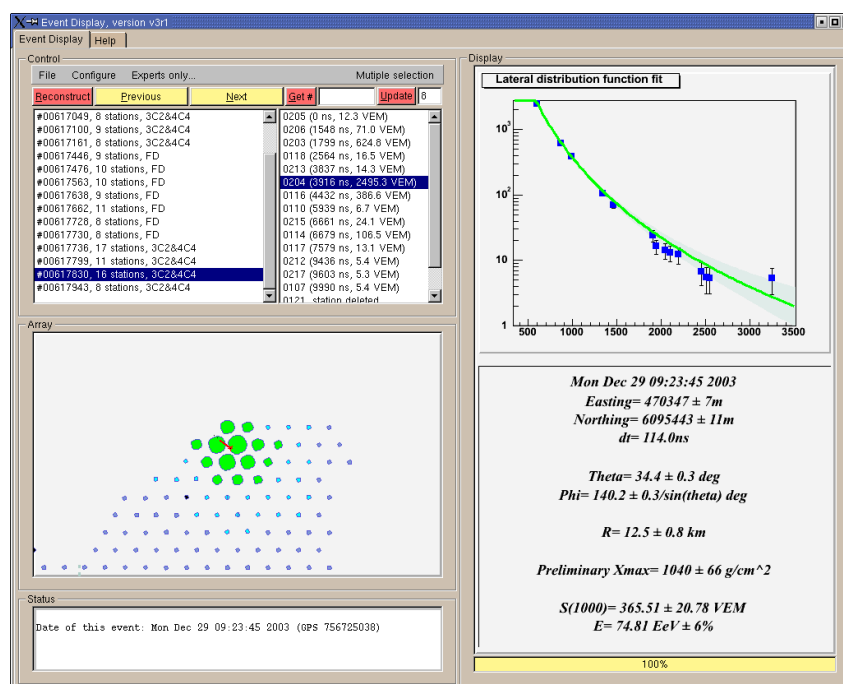 Event Display, version v3r1
Event Display Help
Control
File Configure Experts only... Mutiple selection
Reconstruct Previous Next Get # Update 8
#00617049, 8 stations, 3C2&4C4
#00617100, 9 stations, 3C2&4C4
#00617161, 8 stations, 3C2&4C4
#00617446, 9 stations, FD
#00617476, 10 stations, FD
#00617563, 10 stations, FD
#00617638, 9 stations, FD
#00617662, 11 stations, FD
#00617728, 8 stations, FD
#00617730, 8 stations, FD
#00617736, 17 stations, 3C2&4C4
#00617799, 11 stations, 3C2&4C4
#00617830, 16 stations, 3C2&4C4
#00617943, 8 stations, 3C2&4C4
0205 (0 ns, 12.3 VEM)
0206 (1548 ns, 71.0 VEM)
0203 (1799 ns, 624.8 VEM)
0118 (2564 ns, 16.5 VEM)
0213 (3837 ns, 14.3 VEM)
0204 (3916 ns, 2495.3 VEM)
0116 (4432 ns, 386.6 VEM)
0110 (5939 ns, 6.7 VEM)
0215 (6661 ns, 24.1 VEM)
0114 (6679 ns, 106.5 VEM)
0117 (7579 ns, 13.1 VEM)
0212 (9436 ns, 5.4 VEM)
0217 (9603 ns, 5.3 VEM)
0107 (9990 ns, 5.4 VEM)
0121 station deleted
Array
Status
Date of this event: Mon Dec 29 09:23:45 2003 (GPS 756725038)
Display
Lateral distribution function fit
10³
10²
10
1
500 1000 1500 2000 2500 3000 3500
Mon Dec 29 09:23:45 2003
Easting= 470347 ± 7m
Northing= 6095443 ± 11m
dt= 114.0ns
Theta= 34.4 ± 0.3 deg
Phi= 140.2 ± 0.3/sin(theta) deg
R= 12.5 ± 0.8 km
Preliminary Xmax= 1040 ± 66 g/cm^2
S(1000)= 365.51 ± 20.78 VEM
E= 74.81 EeV ± 6%
100%